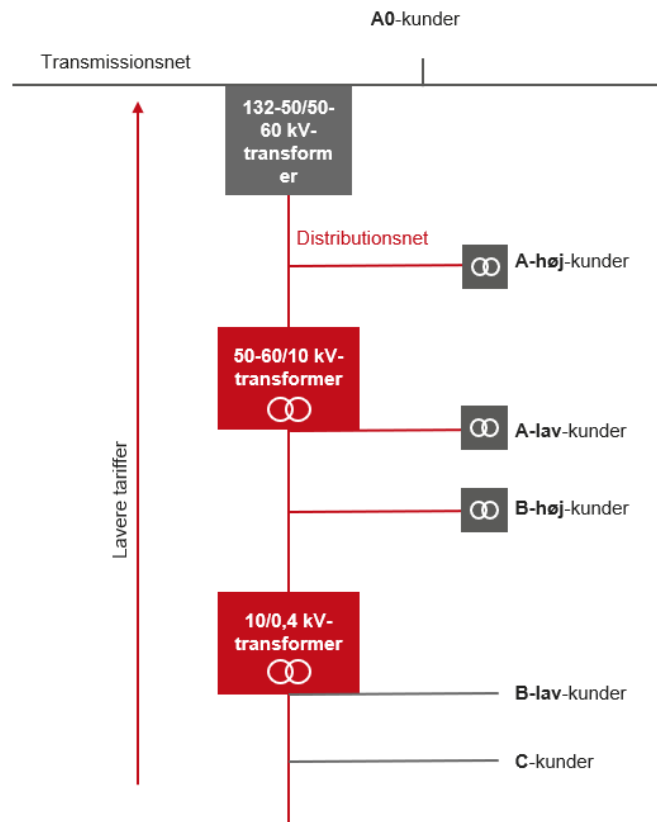 A0-kunder
Transmissionsnet
132-50/50-
60 kV-
transform
er
Distributionsnet
A-høj-kunder
50-60/10 kV-
transformer
A-lav-kunder
Lavere tariffer
B-høj-kunder
10/0,4 kV-
transformer
B-lav-kunder
C-kunder